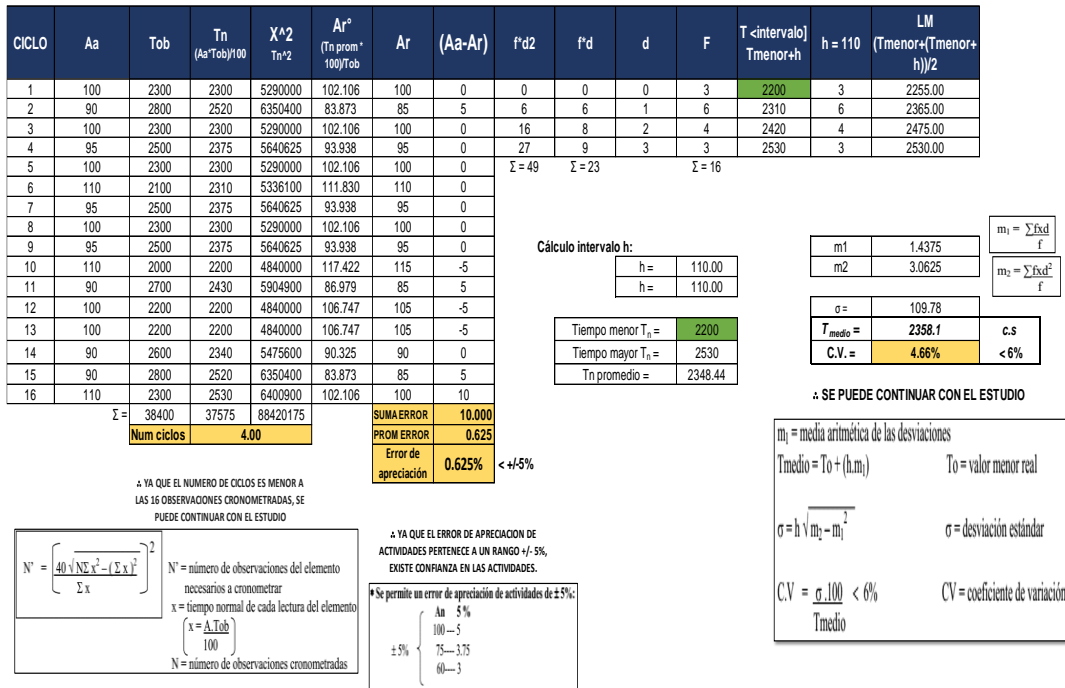 CICLO Aa Tob Tn (Aa*Tob)/100 X^2 Tn^2 Ar° (Tn prom * 100)/Tob Ar (Aa-Ar) f*d2 f*d d F T <intervalo] Tmenor+h h = 110 LM (Tmenor+(Tmenor+ h))/2
1 100 2300 2300 5290000 102.106 100 0 0 0 0 3 2200 3 2255.00
2 90 2800 2520 6350400 83.873 85 5 6 6 1 6 2310 6 2365.00
3 100 2300 2300 5290000 102.106 100 0 16 8 2 4 2420 4 2475.00
4 95 2500 2375 5640625 93.938 95 0 27 9 3 3 2530 3 2530.00
5 100 2300 2300 5290000 102.106 100 0 Σ = 49 Σ = 23 Σ = 16
6 110 2100 2310 5336100 111.830 110 0
7 95 2500 2375 5640625 93.938 95 0
8 100 2300 2300 5290000 102.106 100 0
9 95 2500 2375 5640625 93.938 95 0
10 110 2000 2200 4840000 117.422 115 -5
11 90 2700 2430 5904900 86.979 85 5
12 100 2200 2200 4840000 106.747 105 -5
13 100 2200 2200 4840000 106.747 105 -5
14 90 2600 2340 5475600 90.325 90 0
15 90 2800 2520 6350400 83.873 85 5
16 110 2300 2530 6400900 102.106 100 10
Σ = 38400 37575 88420175 SUMA ERROR 10.000
Num ciclos 4.00 PROM ERROR 0.625
Error de apreciación 0.625% < +/-5%
Cálculo intervalo h:
h = 110.00
h = 110.00
Tiempo menor Tn = 2200
Tiempo mayor Tn = 2530
Tn promedio = 2348.44
m1 1.4375
m2 3.0625
m₁ = Σfxd / f
m₂ = Σfxd² / f
σ = 109.78
Tmedio = 2358.1 c.s
C.V. = 4.66% < 6%
∴ SE PUEDE CONTINUAR CON EL ESTUDIO
m₁ = media aritmética de las desviaciones
Tmedio = To + (h.m₁) To = valor menor real
σ = h √m₂ – m₁² σ = desviación estándar
C.V = σ .100 / Tmedio < 6% CV = coeficiente de variación
∴ YA QUE EL NUMERO DE CICLOS ES MENOR A
LAS 16 OBSERVACIONES CRONOMETRADAS, SE
PUEDE CONTINUAR CON EL ESTUDIO
N' = (40 √NΣ x² – ( Σ x )² / Σ x)²
N' = número de observaciones del elemento
necesarios a cronometrar
x = tiempo normal de cada lectura del elemento
(x = A.Tob / 100)
N = número de observaciones cronometradas
∴ YA QUE EL ERROR DE APRECIACION DE
ACTIVIDADES PERTENECE A UN RANGO +/- 5%,
EXISTE CONFIANZA EN LAS ACTIVIDADES.
* Se permite un error de apreciación de actividades de ± 5%:
An 5 %
100 --- 5
± 5% 75---- 3.75
60---- 3